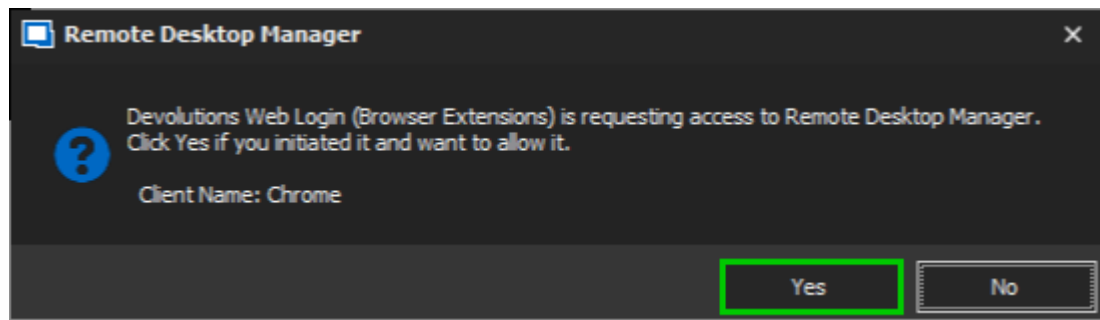 Remote Desktop Manager
Devolutions Web Login (Browser Extensions) is requesting access to Remote Desktop Manager.
Click Yes if you initiated it and want to allow it.
Client Name: Chrome
Yes
No